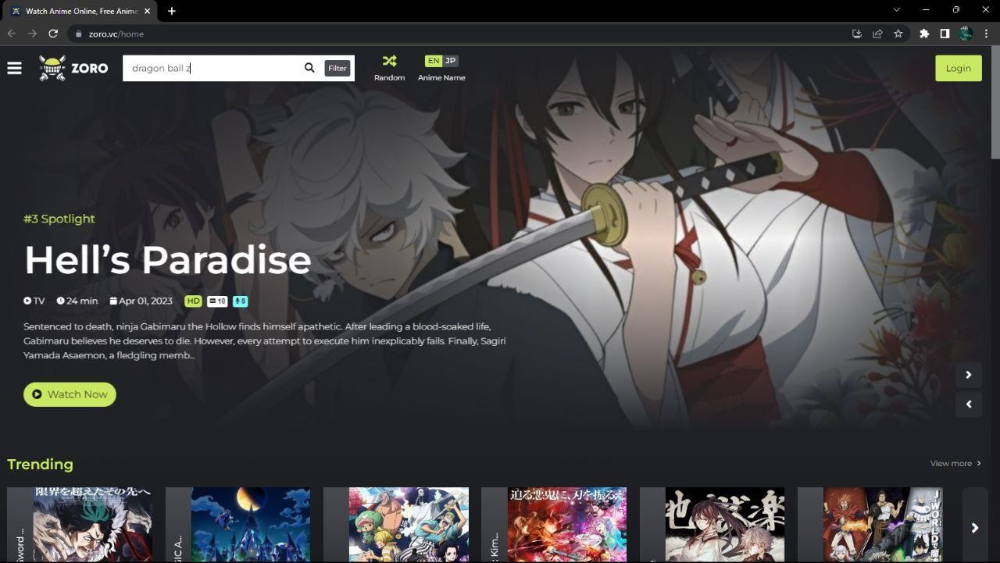 Watch Anime Online, Free Anime
zoro.vc/home
ZORO
dragon ball z
Filter
Random
EN JP
Anime Name
Login
#3 Spotlight
Hell's Paradise
TV 24 min Apr 01, 2023 HD 10 8
Sentenced to death, ninja Gabimaru the Hollow finds himself apathetic. After leading a blood-soaked life,
Gabimaru believes he deserves to die. However, every attempt to execute him inexplicably fails. Finally, Sagiri
Yamada Asaemon, a fledgling memb...
Watch Now
Trending
View more
限界を超えたその先へ
Sword ...
GIC A...
: Kim...
迫る悪鬼に、刃を振るえ
地 楽
J WORLD